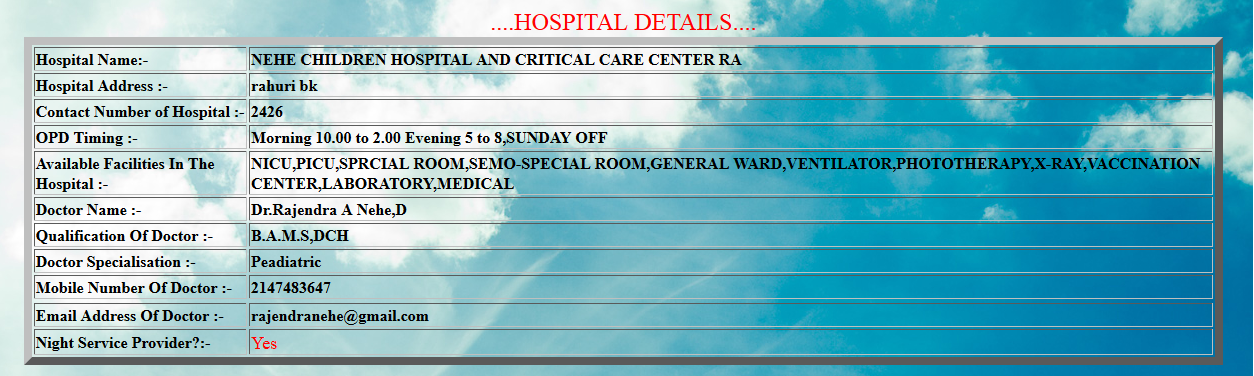 ....HOSPITAL DETAILS....
Hospital Name:- NEHE CHILDREN HOSPITAL AND CRITICAL CARE CENTER RA
Hospital Address :- rahuri bk
Contact Number of Hospital :- 2426
OPD Timing :- Morning 10.00 to 2.00 Evening 5 to 8,SUNDAY OFF
Available Facilities In The NICU,PICU,SPRCIAL ROOM,SEMO-SPECIAL ROOM,GENERAL WARD,VENTILATOR,PHOTOTHERAPY,X-RAY,VACCINATION
Hospital :- CENTER,LABORATORY,MEDICAL
Doctor Name :- Dr.Rajendra A Nehe,D
Qualification Of Doctor :- B.A.M.S,DCH
Doctor Specialisation :- Peadiatric
Mobile Number Of Doctor :- 2147483647
Email Address Of Doctor :- rajendranehe@gmail.com
Night Service Provider?:- Yes